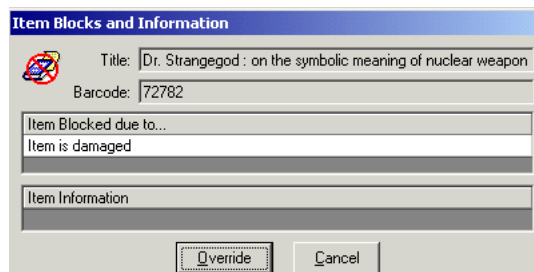 Item Blocks and Information
Title: Dr. Strangegod : on the symbolic meaning of nuclear weapon
Barcode: 72782
Item Blocked due to...
Item is damaged
Item Information
Override Cancel